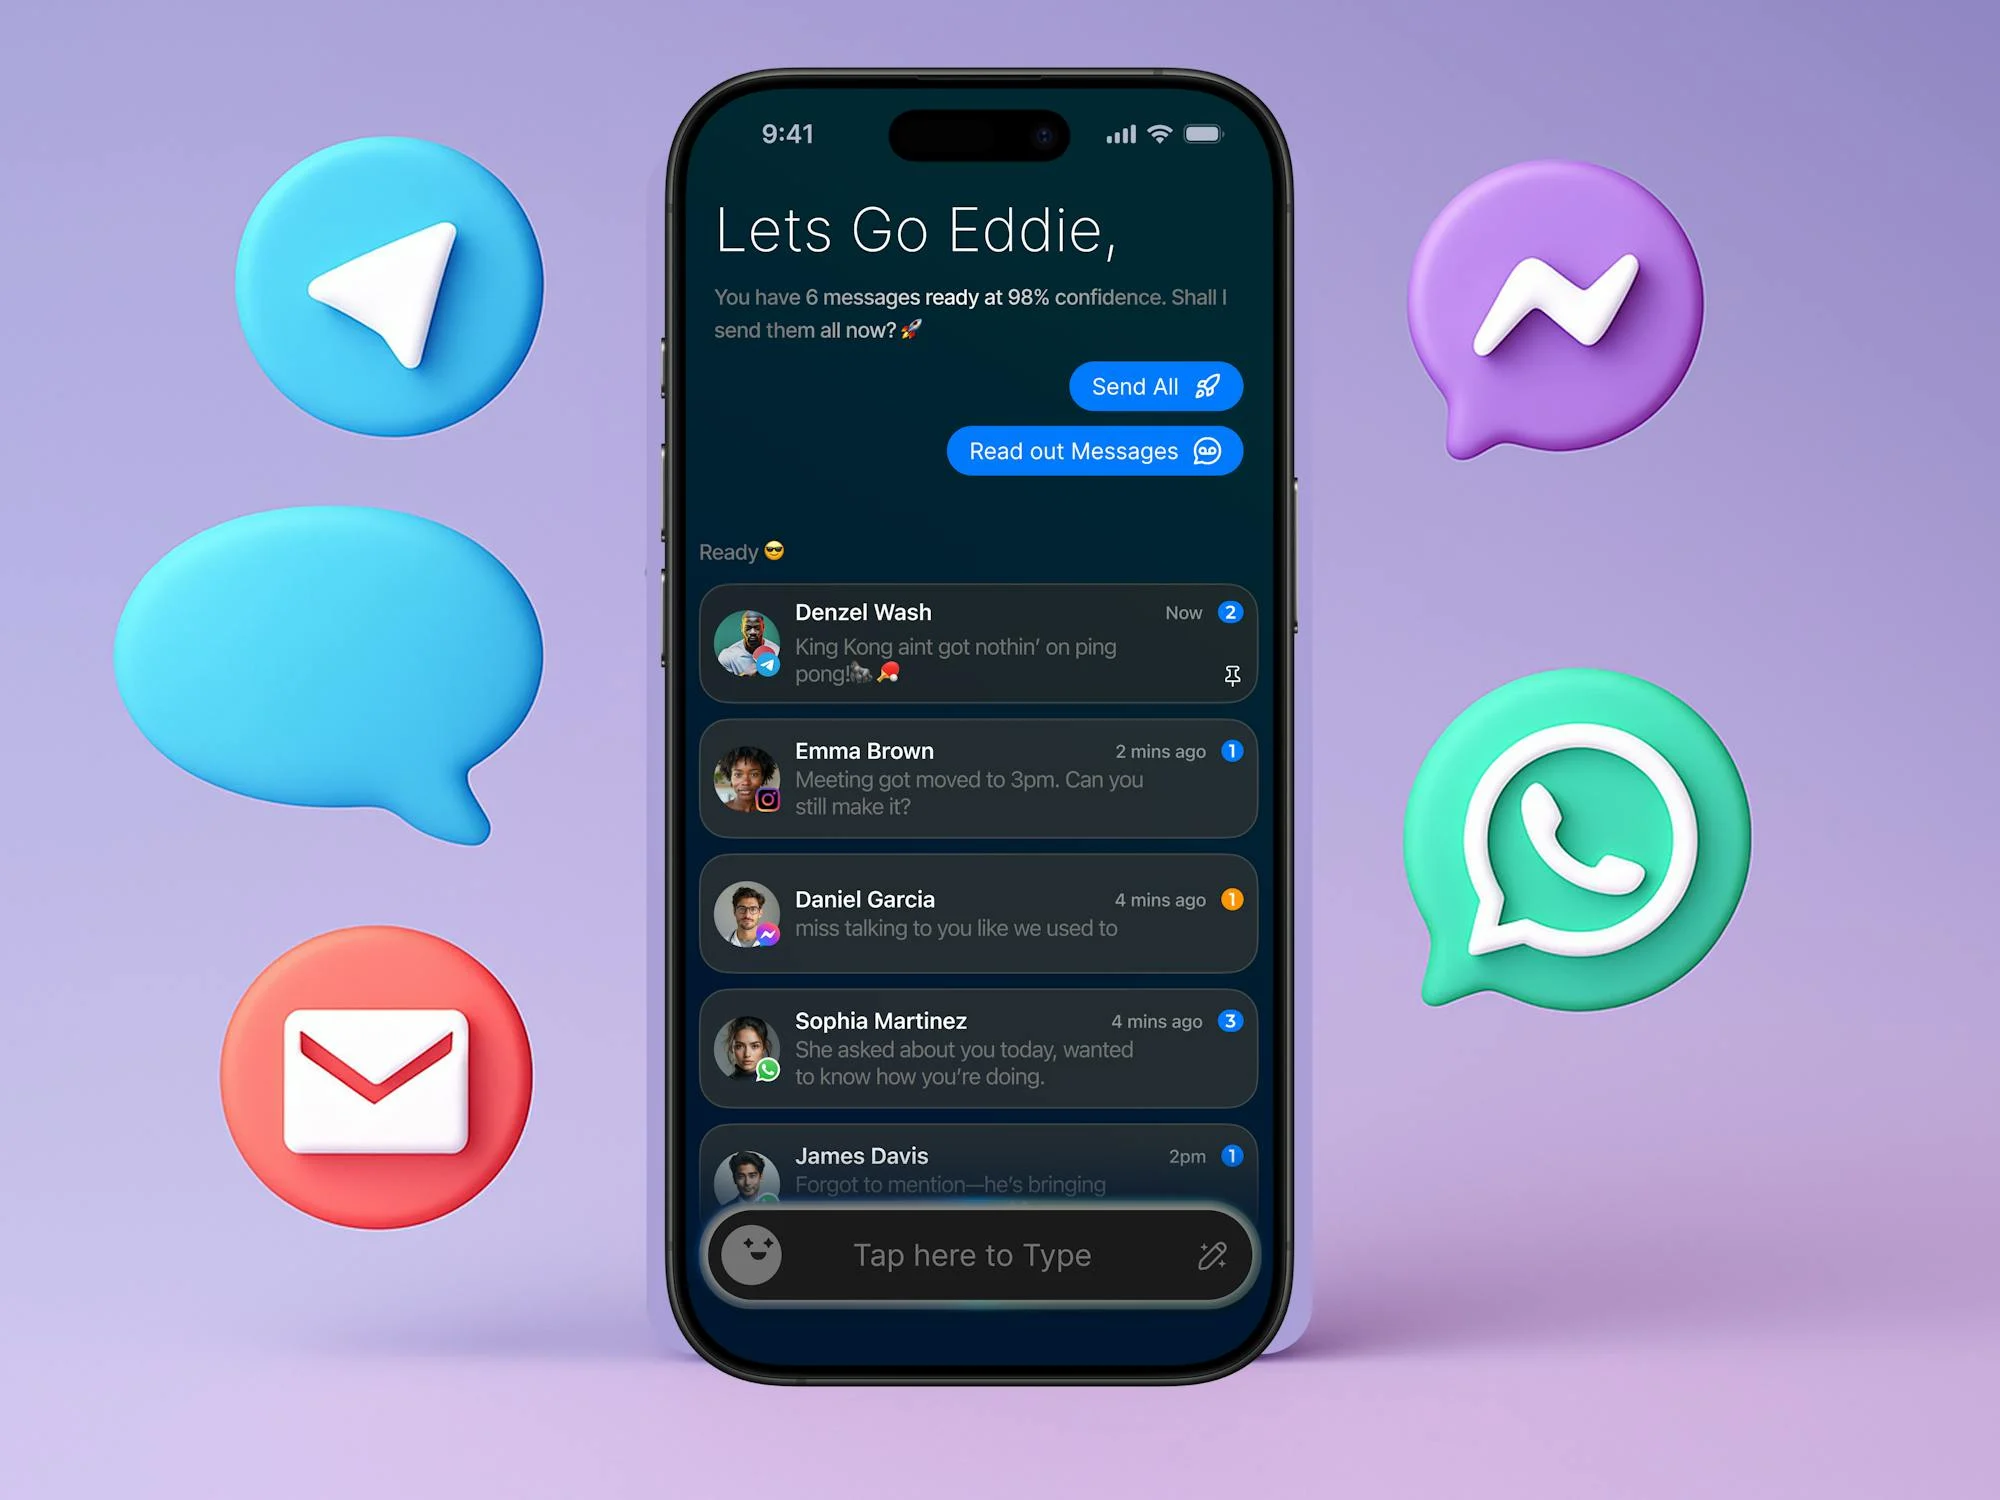 9:41
Lets Go Eddie,
You have 6 messages ready at 98% confidence. Shall I
send them all now? 🚀
Send All
Read out Messages
Ready 😎
Denzel Wash
Now 2
King Kong aint got nothin’ on ping
pong!🦍🏓
Emma Brown
2 mins ago 1
Meeting got moved to 3pm. Can you
still make it?
Daniel Garcia
4 mins ago 1
miss talking to you like we used to
Sophia Martinez
4 mins ago 3
She asked about you today, wanted
to know how you’re doing.
James Davis
2pm 1
Forgot to mention—he’s bringing
Tap here to Type